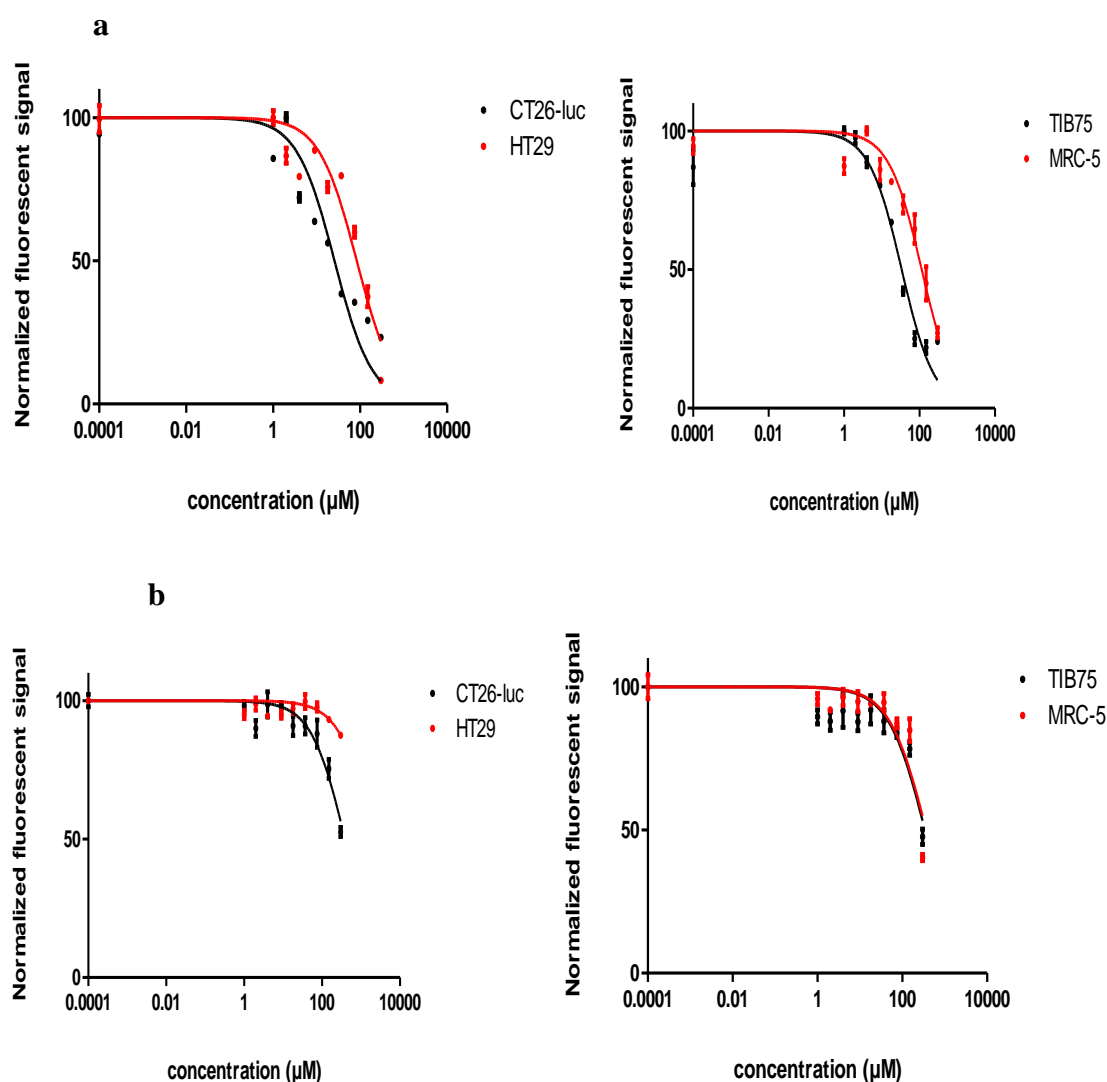 a
Normalized fluorescent signal
100
50
0
0.0001 0.01 1 100 10000
concentration (µM)
CT26-luc
HT29
Normalized fluorescent signal
100
50
0
0.0001 0.01 1 100 10000
concentration (µM)
TIB75
MRC-5
b
Normalized fluorescent signal
100
50
0
0.0001 0.01 1 100 10000
concentration (µM)
CT26-luc
HT29
Normalized fluorescent signal
100
50
0
0.0001 0.01 1 100 10000
concentration (µM)
TIB75
MRC-5